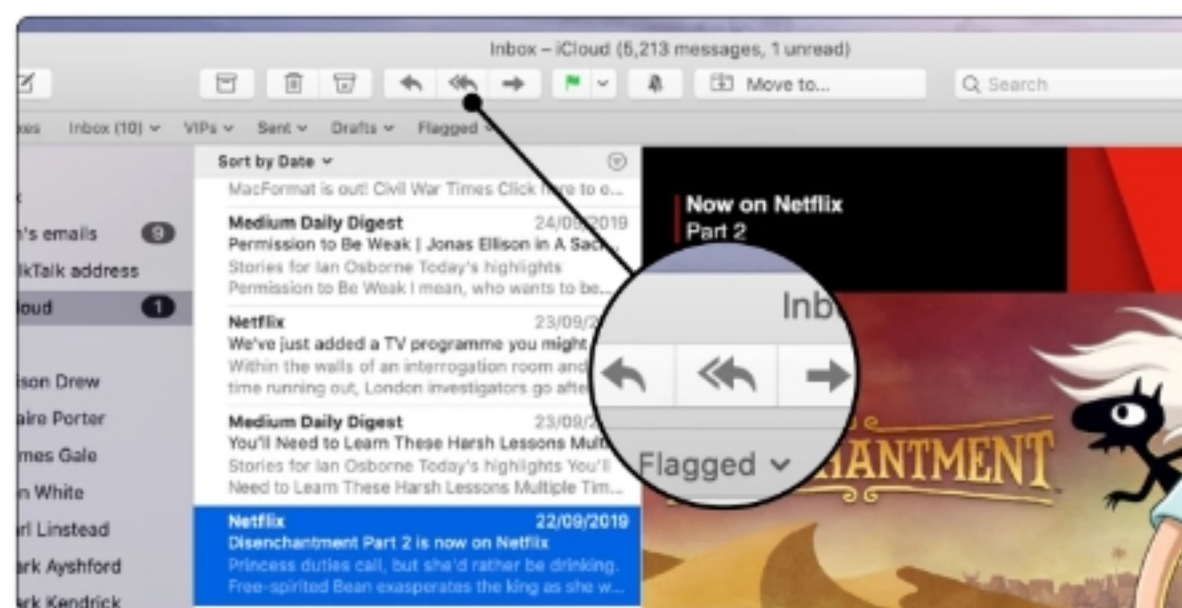 Inbox – iCloud (5,213 messages, 1 unread)
Move to...
Search
Inbox (10)
VIPs
Sent
Drafts
Flagged
Sort by Date
MacFormat is out! Civil War Times Click here to o...
Medium Daily Digest 24/09/2019
Permission to Be Weak | Jonas Ellison in A Sac...
Stories for Ian Osborne Today's highlights
Permission to Be Weak I mean, who wants to be...
Netflix 23/09/2
We've just added a TV programme you might
Within the walls of an interrogation room and
time running out, London investigators go afte
Medium Daily Digest 23/09/2
You'll Need to Learn These Harsh Lessons Mult
Stories for Ian Osborne Today's highlights You'll
Need to Learn These Harsh Lessons Multiple Tim...
Netflix 22/09/2019
Disenchantment Part 2 is now on Netflix
Princess duties call, but she'd rather be drinking.
Free-spirited Bean exasperates the king as she w...
's emails 9
lkTalk address
oud 1
son Drew
aire Porter
mes Gale
n White
rl Linstead
ark Ayshford
ark Kendrick
Now on Netflix
Part 2
Inb
Flagged
HANTMENT